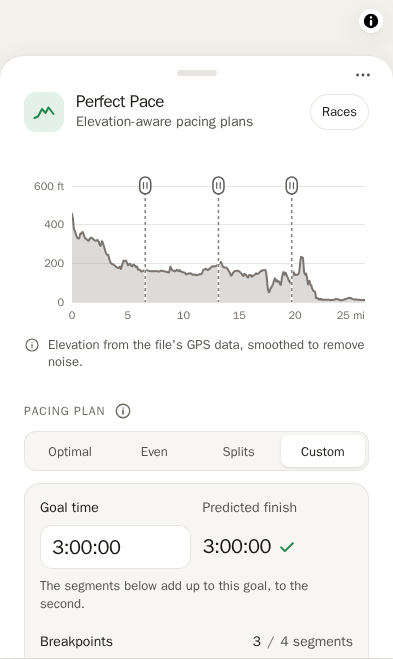 Perfect Pace
Elevation-aware pacing plans
Races
600 ft
400
200
0
0 5 10 15 20 25 mi
Elevation from the file's GPS data, smoothed to remove
noise.
PACING PLAN
Optimal Even Splits Custom
Goal time Predicted finish
3:00:00 3:00:00
The segments below add up to this goal, to the
second.
Breakpoints 3 / 4 segments